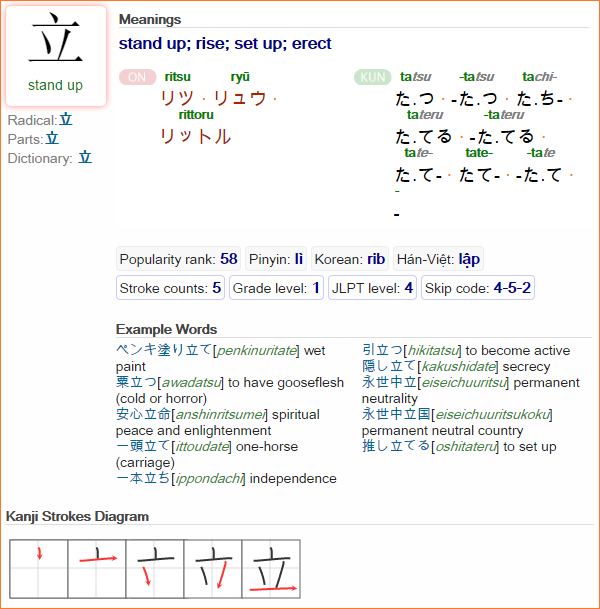 立
stand up
Radical:立
Parts:立
Dictionary: 立
Meanings
stand up; rise; set up; erect
ON
ritsu ryū
リツ · リュウ ·
rittoru
リットル
KUN
tatsu -tatsu tachi-
た.つ · -た.つ · た.ち- ·
tateru -tateru
た.てる · -た.てる ·
tate- tate- -tate
た.て- · たて- · -た.て ·
-
-
Popularity rank: 58 Pinyin: lì Korean: rib Hán-Việt: lập
Stroke counts: 5 Grade level: 1 JLPT level: 4 Skip code: 4-5-2
Example Words
ペンキ塗り立て[penkinuritate] wet
paint
粟立つ[awadatsu] to have gooseflesh
(cold or horror)
安心立命[anshinritsumei] spiritual
peace and enlightenment
一頭立て[ittoudate] one-horse
(carriage)
一本立ち[ippondachi] independence
引立つ[hikitatsu] to become active
隠し立て[kakushidate] secrecy
永世中立[eiseichuuritsu] permanent
neutrality
永世中立国[eiseichuuritsukoku]
permanent neutral country
推し立てる[oshitateru] to set up
Kanji Strokes Diagram